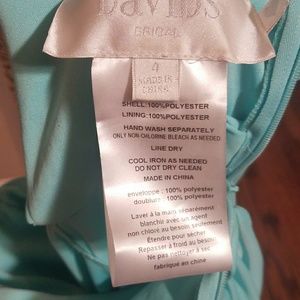 DAVIDS
BRIDAL
4
MADE IN
CHINA
SHELL:100%POLYESTER
LINING:100%POLYESTER
HAND WASH SEPARATELY
ONLY NON-CHLORINE BLEACH AS NEEDED
LINE DRY
COOL IRON AS NEEDED
DO NOT DRY CLEAN
MADE IN CHINA
enveloppe : 100% polyester
doublure : 100% polyester
Laver à la main séparément
blanchir avec un agent
non chloré au besoin seulement
Étendre pour sécher
Repasser à froid au besoin
Ne pas nettoyer à sec
fabrique en chine